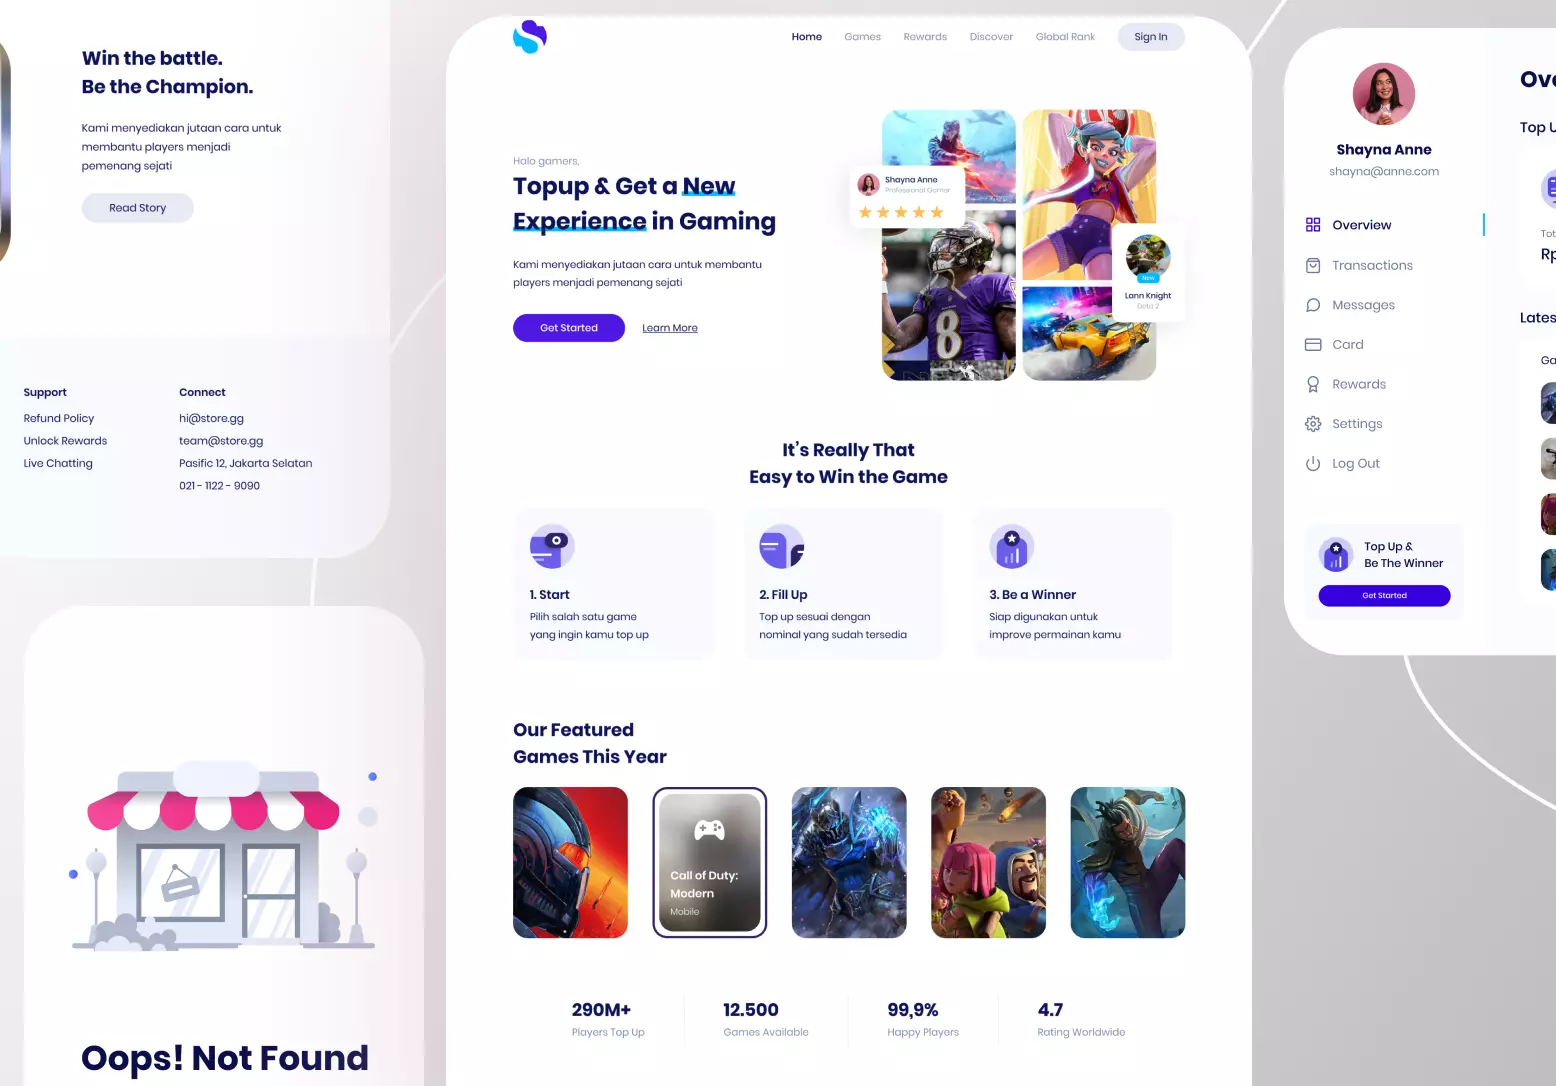 Win the battle.
Be the Champion.
Kami menyediakan jutaan cara untuk
membantu players menjadi
pemenang sejati
Read Story
Support
Refund Policy
Unlock Rewards
Live Chatting
Connect
hi@store.gg
team@store.gg
Pasific 12, Jakarta Selatan
021 - 1122 - 9090
Oops! Not Found
Home
Games
Rewards
Discover
Global Rank
Sign In
Halo gamers,
Topup & Get a New
Experience in Gaming
Kami menyediakan jutaan cara untuk membantu
players menjadi pemenang sejati
Get Started
Learn More
Shayna Anne
Professional Gamer
8
New
Lann Knight
Dota 2
It's Really That
Easy to Win the Game
1. Start
Pilih salah satu game
yang ingin kamu top up
2. Fill Up
Top up sesuai dengan
nominal yang sudah tersedia
3. Be a Winner
Siap digunakan untuk
improve permainan kamu
Our Featured
Games This Year
Call of Duty:
Modern
Mobile
290M+
Players Top Up
12.500
Games Available
99,9%
Happy Players
4.7
Rating Worldwide
Shayna Anne
shayna@anne.com
Overview
Transactions
Messages
Card
Rewards
Settings
Log Out
Top Up &
Be The Winner
Get Started
Ove
Top U
Tot
Rp
Lates
Ga